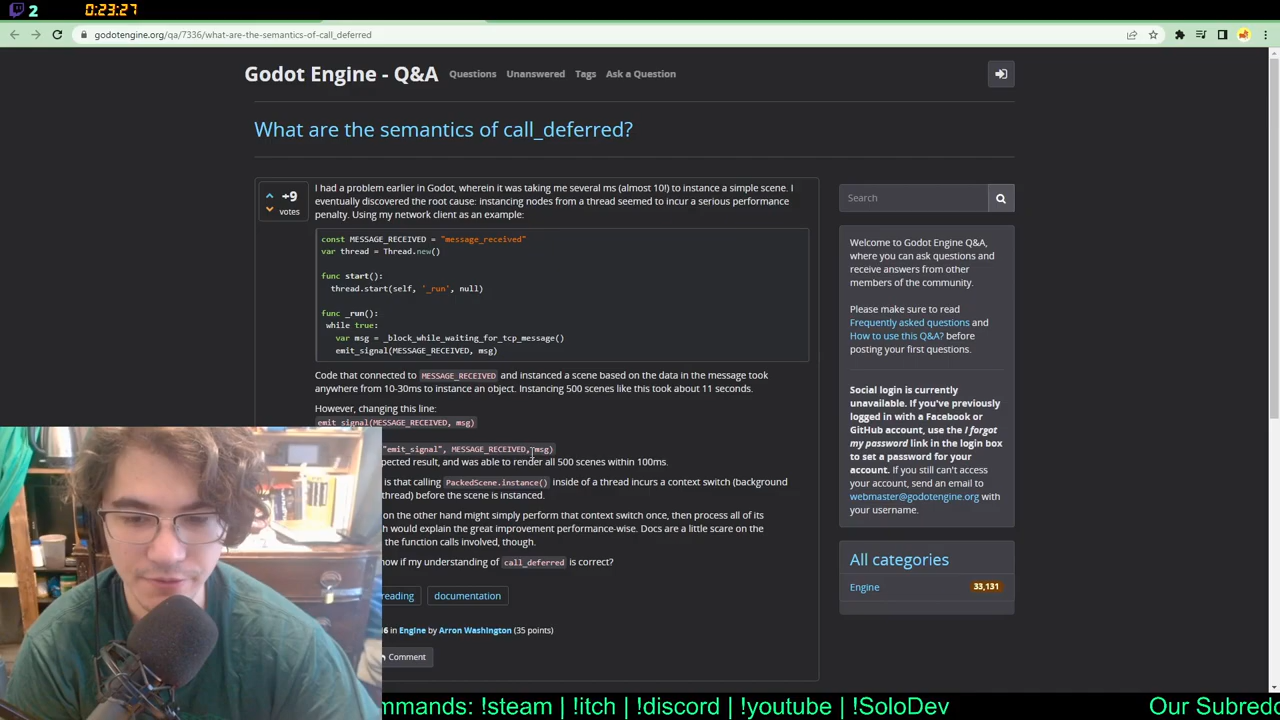 2
00:23:27
godotengine.org/qa/7336/what-are-the-semantics-of-call_deferred
Godot Engine - Q&A
Questions
Unanswered
Tags
Ask a Question
What are the semantics of call_deferred?
+9
votes
I had a problem earlier in Godot, wherein it was taking me several ms (almost 10!) to instance a simple scene. I
eventually discovered the root cause: instancing nodes from a thread seemed to incur a serious performance
penalty. Using my network client as an example:
const MESSAGE_RECEIVED = "message_received"
var thread = Thread.new()
func start():
thread.start(self, '_run', null)
func _run():
while true:
var msg = _block_while_waiting_for_tcp_message()
emit_signal(MESSAGE_RECEIVED, msg)
Code that connected to MESSAGE_RECEIVED and instanced a scene based on the data in the message took
anywhere from 10-30ms to instance an object. Instancing 500 scenes like this took about 11 seconds.
However, changing this line:
emit_signal(MESSAGE_RECEIVED, msg)
"emit_signal", MESSAGE_RECEIVED, msg)
pected result, and was able to render all 500 scenes within 100ms.
is that calling PackedScene.instance() inside of a thread incurs a context switch (background
thread) before the scene is instanced.
on the other hand might simply perform that context switch once, then process all of its
h would explain the great improvement performance-wise. Docs are a little scare on the
the function calls involved, though.
now if my understanding of call_deferred is correct?
reading
documentation
6 in Engine by Arron Washington (35 points)
Comment
Search
Welcome to Godot Engine Q&A,
where you can ask questions and
receive answers from other
members of the community.
Please make sure to read
Frequently asked questions and
How to use this Q&A? before
posting your first questions.
Social login is currently
unavailable. If you've previously
logged in with a Facebook or
GitHub account, use the I forgot
my password link in the login box
to set a password for your
account. If you still can't access
your account, send an email to
webmaster@godotengine.org with
your username.
All categories
Engine
33,131
mmands: !steam | !itch | !discord | !youtube | !SoloDev
Our Subredd